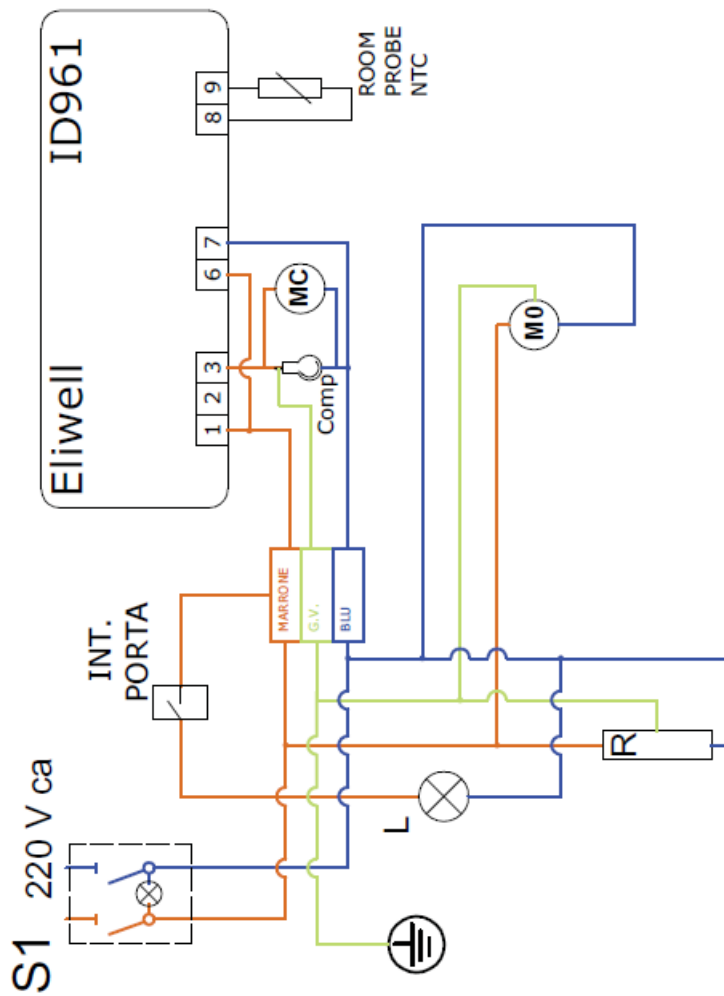 Eliwell ID961
1 2 3 6 7 8 9
ROOM
PROBE
NTC
MC
Comp
M0
MARRONE
G.V.
BLU
INT.
PORTA
S1 220 V ca
L
R